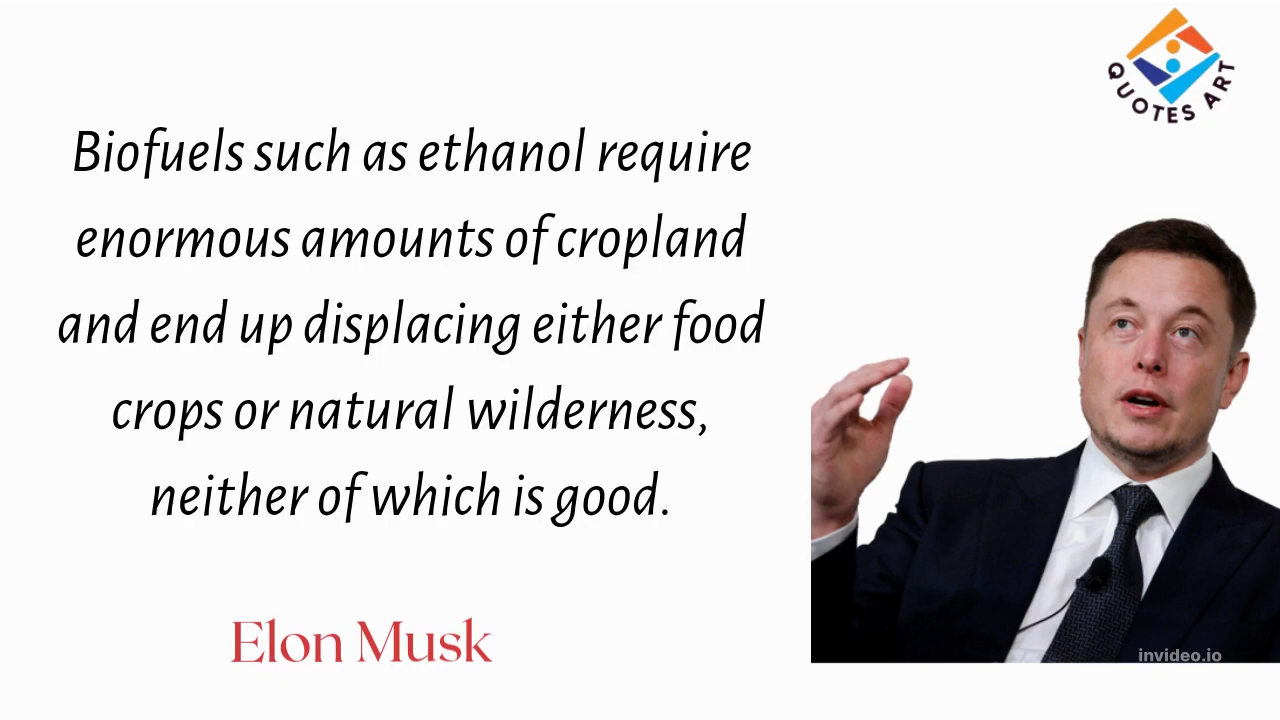 QUOTES ART
Biofuels such as ethanol require
enormous amounts of cropland
and end up displacing either food
crops or natural wilderness,
neither of which is good.
Elon Musk
invideo.io